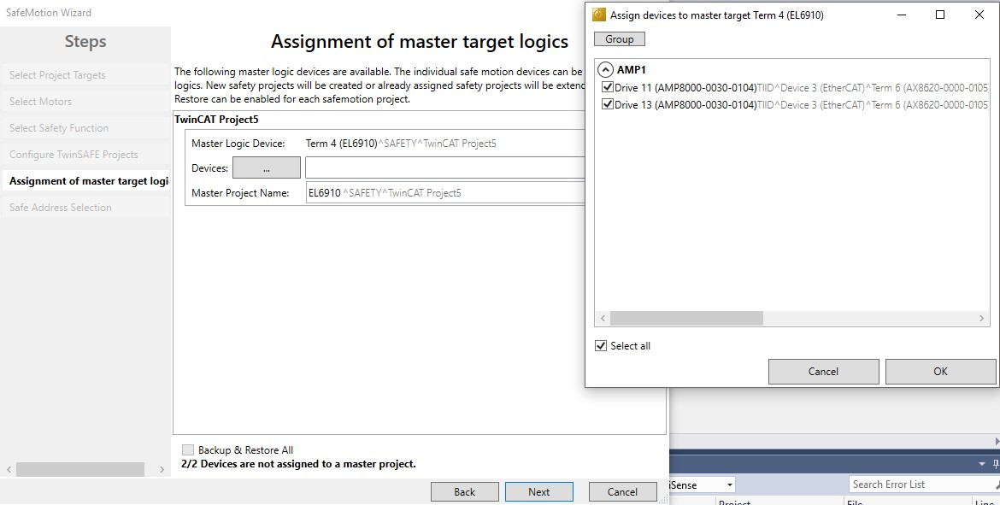 SafeMotion Wizard
Steps
Select Project Targets
Select Motors
Select Safety Function
Configure TwinSAFE Projects
Assignment of master target logi
Safe Address Selection
Assignment of master target logics
The following master logic devices are available. The individual safe motion devices can be
logics. New safety projects will be created or already assigned safety projects will be extend
Restore can be enabled for each safemotion project.
TwinCAT Project5
Master Logic Device: Term 4 (EL6910)^SAFETY^TwinCAT Project5
Devices: ...
Master Project Name: EL6910 ^SAFETY^TwinCAT Project5
Backup & Restore All
2/2 Devices are not assigned to a master project.
Back Next Cancel
Assign devices to master target Term 4 (EL6910)
Group
AMP1
Drive 11 (AMP8000-0030-0104)TIID^Device 3 (EtherCAT)^Term 6 (AX8620-0000-0105
Drive 13 (AMP8000-0030-0104)TIID^Device 3 (EtherCAT)^Term 6 (AX8620-0000-0105
Select all
Cancel OK
iSense Search Error List
Project File Line